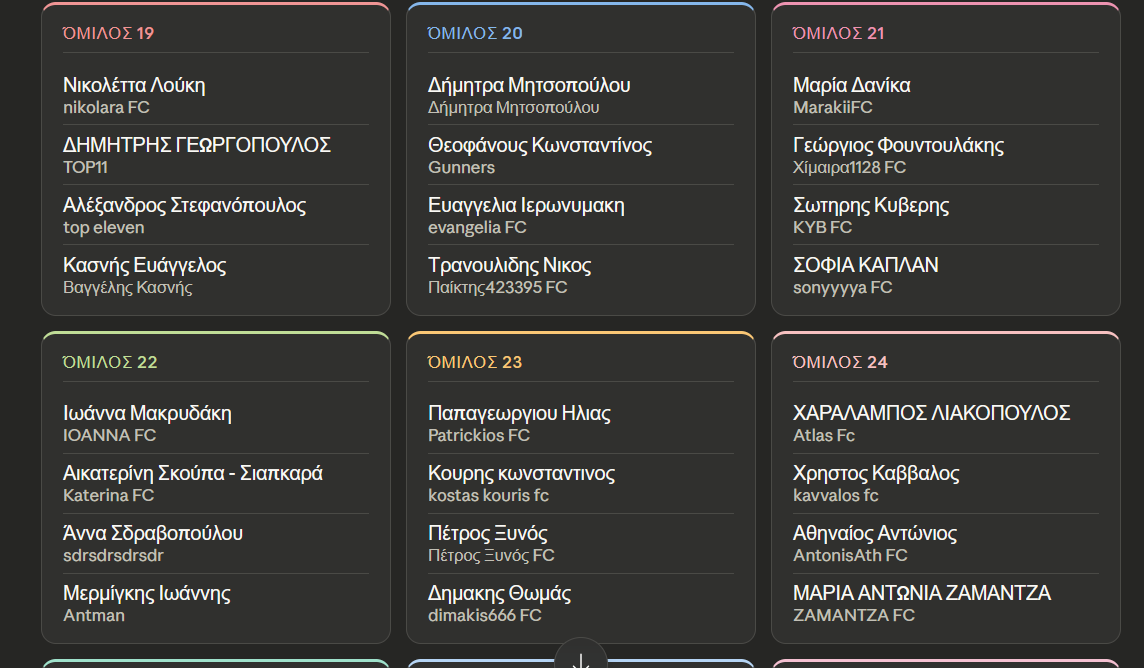 ΌΜΙΛΟΣ 19
Νικολέττα Λούκη
nikolara FC
ΔΗΜΗΤΡΗΣ ΓΕΩΡΓΟΠΟΥΛΟΣ
TOP11
Αλέξανδρος Στεφανόπουλος
top eleven
Κασνής Ευάγγελος
Βαγγέλης Κασνής
ΌΜΙΛΟΣ 20
Δήμητρα Μητσοπούλου
Δήμητρα Μητσοπούλου
Θεοφάνους Κωνσταντίνος
Gunners
Ευαγγελια Ιερωνυμακη
evangelia FC
Τρανουλιδης Νικος
Παίκτης423395 FC
ΌΜΙΛΟΣ 21
Μαρία Δανίκα
MarakiiFC
Γεώργιος Φουντουλάκης
Χίμαιρα1128 FC
Σωτηρης Κυβερης
KYB FC
ΣΟΦΙΑ ΚΑΠΛΑΝ
sonyyyya FC
ΌΜΙΛΟΣ 22
Ιωάννα Μακρυδάκη
IOANNA FC
Αικατερίνη Σκούπα - Σιαπκαρά
Katerina FC
Άννα Σδραβοπούλου
sdrsdrsdrsdr
Μερμίγκης Ιωάννης
Antman
ΌΜΙΛΟΣ 23
Παπαγεωργιου Ηλιας
Patrickios FC
Κουρης κωνσταντινος
kostas kouris fc
Πέτρος Ξυνός
Πέτρος Ξυνός FC
Δημακης Θωμάς
dimakis666 FC
ΌΜΙΛΟΣ 24
ΧΑΡΑΛΑΜΠΟΣ ΛΙΑΚΟΠΟΥΛΟΣ
Atlas Fc
Χρηστος Καββαλος
kavvalos fc
Αθηναίος Αντώνιος
AntonisAth FC
ΜΑΡΙΑ ΑΝΤΩΝΙΑ ΖΑΜΑΝΤΖΑ
ZAMANTZA FC